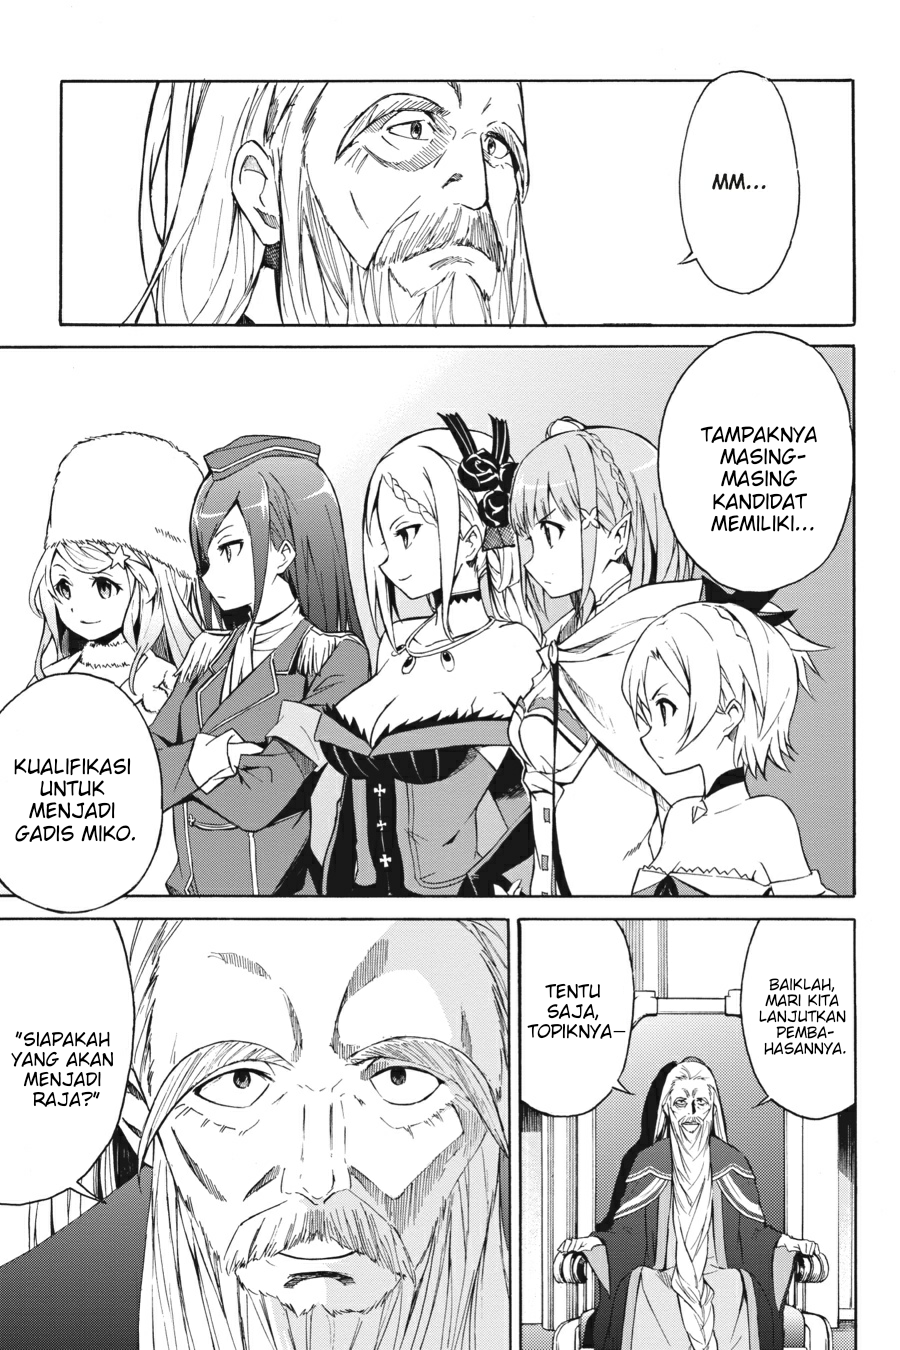 MM...
TAMPAKNYA
MASING-
MASING
KANDIDAT
MEMILIKI...
KUALIFIKASI
UNTUK
MENJADI
GADIS MIKO.
BAIKLAH,
MARI KITA
LANJUTKAN
PEMBA-
HASANNYA.
TENTU
SAJA,
TOPIKNYA—
"SIAPAKAH
YANG AKAN
MENJADI
RAJA?"